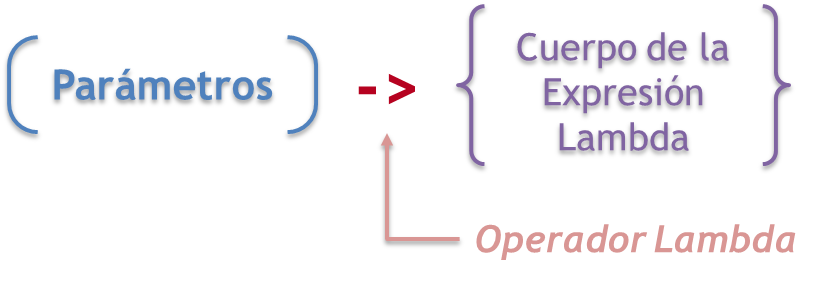 ( Parámetros ) -> { Cuerpo de la
Expresión
Lambda }
Operador Lambda